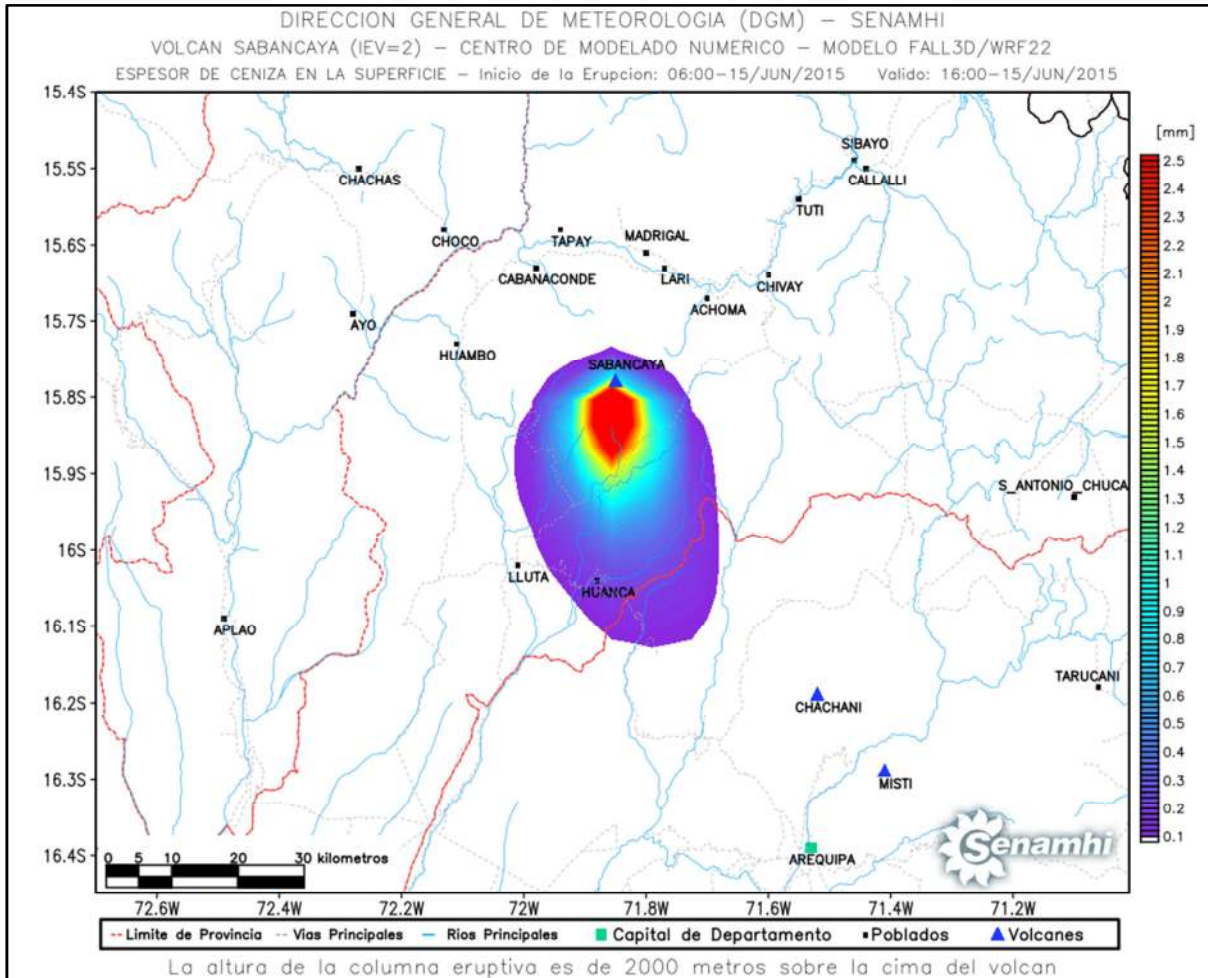 DIRECCION GENERAL DE METEOROLOGIA (DGM) – SENAMHI
VOLCAN SABANCAYA (IEV=2) – CENTRO DE MODELADO NUMERICO – MODELO FALL3D/WRF22
ESPESOR DE CENIZA EN LA SUPERFICIE – Inicio de la Erupcion: 06:00–15/JUN/2015 Valido: 16:00–15/JUN/2015
15.4S
[mm]
SIBAYO
2.5
15.5S
CHACHAS
CALLALLI
2.4
TUTI
2.3
15.6S
CHOCO
TAPAY
MADRIGAL
2.2
CABANACONDE
LARI
CHIVAY
2.1
ACHOMA
2
15.7S
AYO
1.9
HUAMBO
SABANCAYA
1.8
1.7
15.8S
1.6
1.5
15.9S
S_ANTONIO_CHUCA
1.4
1.3
1.2
16S
1.1
LLUTA
HUANCA
1
0.9
16.1S
APLAO
0.8
0.7
TARUCANI
16.2S
CHACHANI
0.6
0.5
0.4
16.3S
MISTI
0.3
0.2
Senamhi
0.1
0 5 10 20 30 kilometros
16.4S
AREQUIPA
72.6W 72.4W 72.2W 72W 71.8W 71.6W 71.4W 71.2W
Limite de Provincia Vias Principales Rios Principales Capital de Departamento Poblados Volcanes
La altura de la columna eruptiva es de 2000 metros sobre la cima del volcan